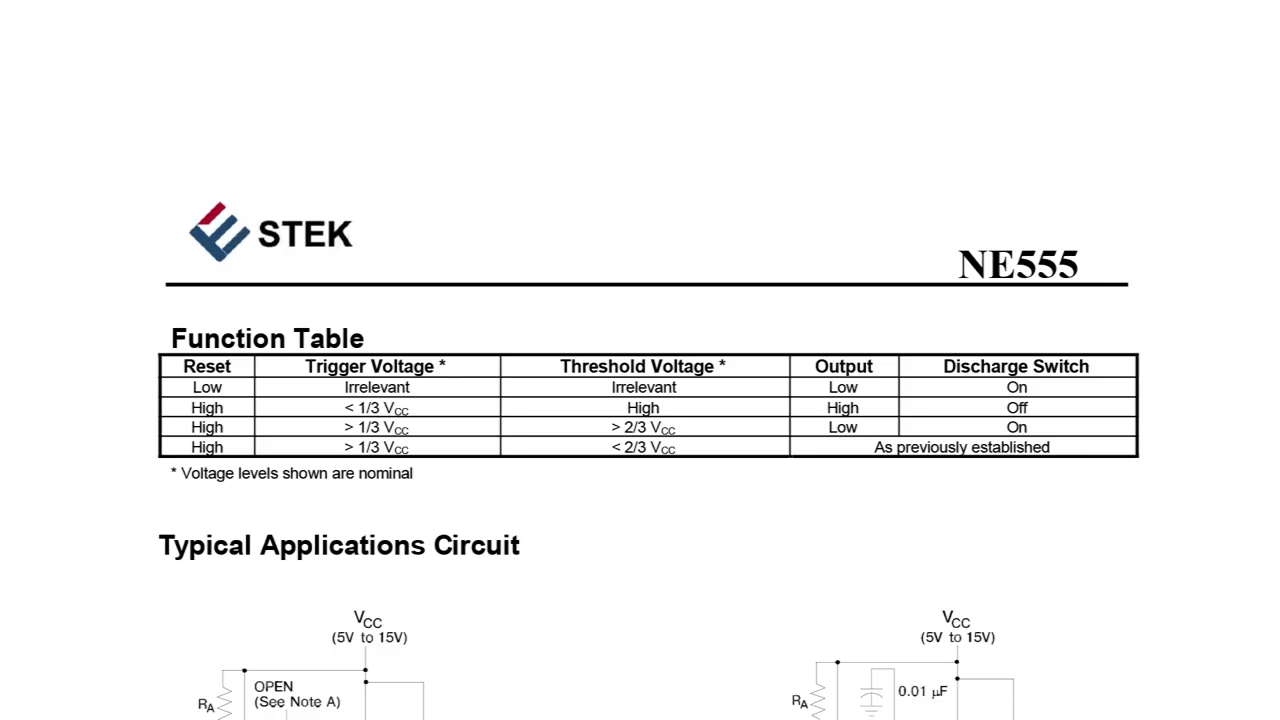 STEK
NE555
Function Table
Reset Trigger Voltage * Threshold Voltage * Output Discharge Switch
Low Irrelevant Irrelevant Low On
High < 1/3 VCC High High Off
High > 1/3 VCC > 2/3 VCC Low On
High > 1/3 VCC < 2/3 VCC As previously established
* Voltage levels shown are nominal
Typical Applications Circuit
VCC VCC
(5V to 15V) (5V to 15V)
OPEN 0.01 µF
RA (See Note A) RA